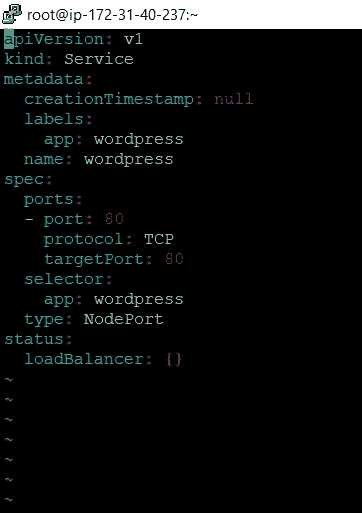 root@ip-172-31-40-237:~
apiVersion: v1
kind: Service
metadata:
  creationTimestamp: null
  labels:
    app: wordpress
  name: wordpress
spec:
  ports:
  - port: 80
    protocol: TCP
    targetPort: 80
  selector:
    app: wordpress
  type: NodePort
status:
  loadBalancer: {}
~
~
~
~
~
~
~